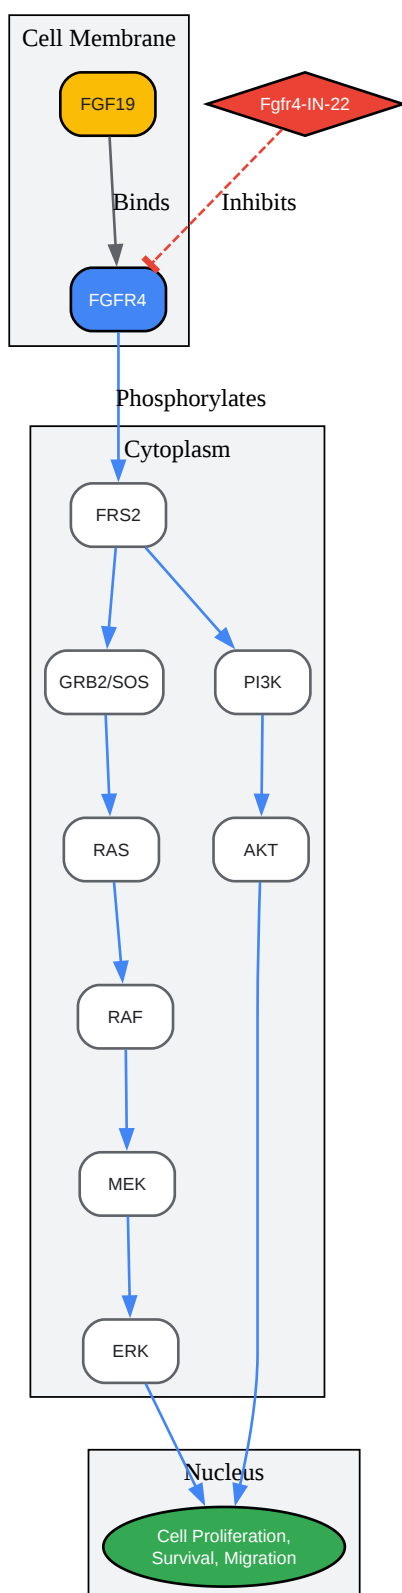 Cell Membrane
FGF19
Fgfr4-IN-22
Binds
Inhibits
FGFR4
Phosphorylates
Cytoplasm
FRS2
GRB2/SOS
PI3K
RAS
AKT
RAF
MEK
ERK
Nucleus
Cell Proliferation,
Survival, Migration